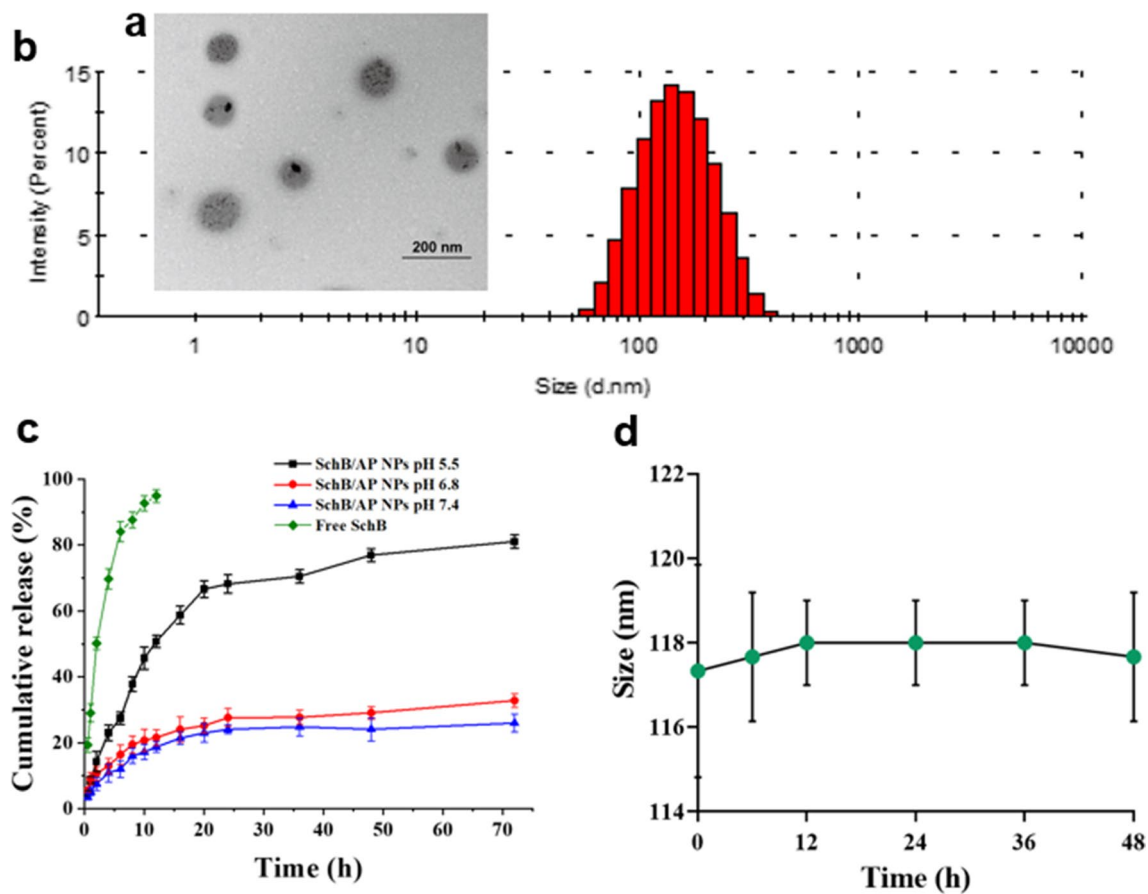 a
b
200 nm
15
10
5
0
Intensity (Percent)
1 10 100 1000 10000
Size (d.nm)
c
SchB/AP NPs pH 5.5
SchB/AP NPs pH 6.8
SchB/AP NPs pH 7.4
Free SchB
100
80
60
40
20
0
Cumulative release (%)
0 10 20 30 40 50 60 70
Time (h)
d
122
120
118
116
114
Size (nm)
0 12 24 36 48
Time (h)